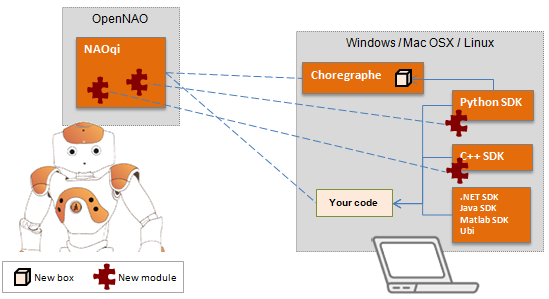 OpenNAO
NAOqi
Windows / Mac OSX / Linux
Choregraphe
Python SDK
C++ SDK
Your code
.NET SDK
Java SDK
Matlab SDK
Ubi
New box
New module